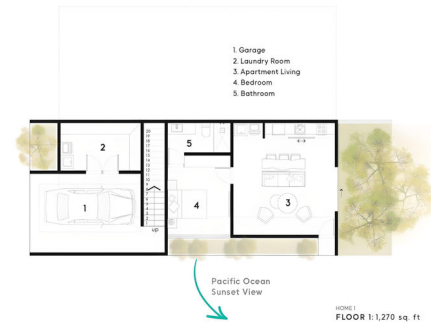 1. Garage
2. Laundry Room
3. Apartment Living
4. Bedroom
5. Bathroom
2
5
1
4
3
UP
Pacific Ocean
Sunset View
HOME 1
FLOOR 1: 1,270 sq. ft